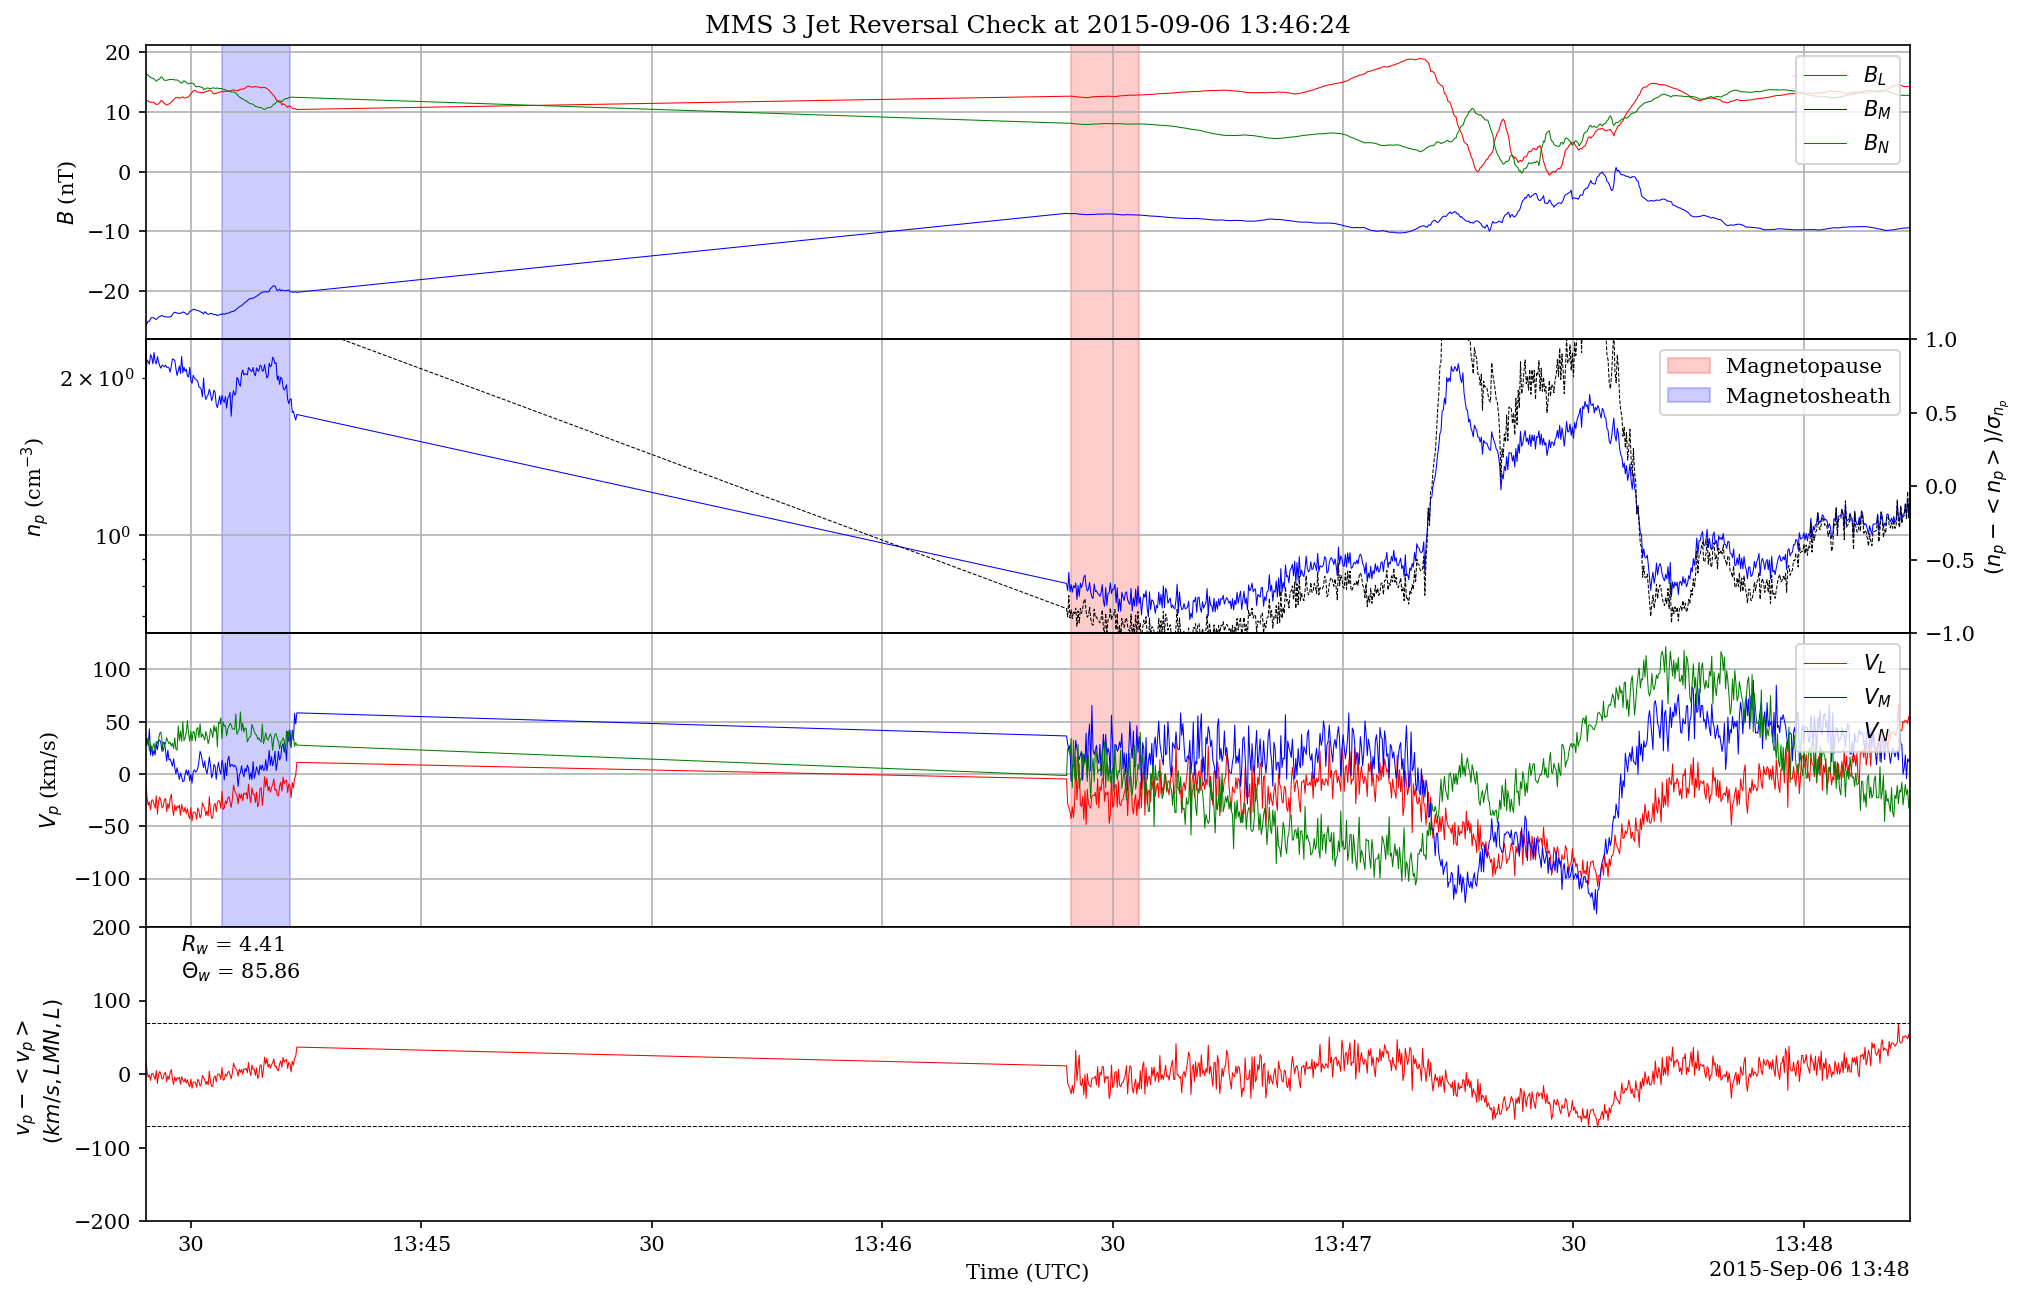 MMS 3 Jet Reversal Check at 2015-09-06 13:46:24
20
10
0
−10
−20
B (nT)
B_L
B_M
B_N
2 × 10^0
10^0
n_p (cm^−3)
1.0
0.5
0.0
−0.5
−1.0
(n_p − < n_p > )/σ_{n_p}
Magnetopause
Magnetosheath
100
50
0
−50
−100
V_p (km/s)
V_L
V_M
V_N
200
100
0
−100
−200
v_p − < v_p >
(km/s, LMN, L)
R_w = 4.41
Θ_w = 85.86
30
13:45
30
13:46
30
13:47
30
13:48
Time (UTC)
2015-Sep-06 13:48